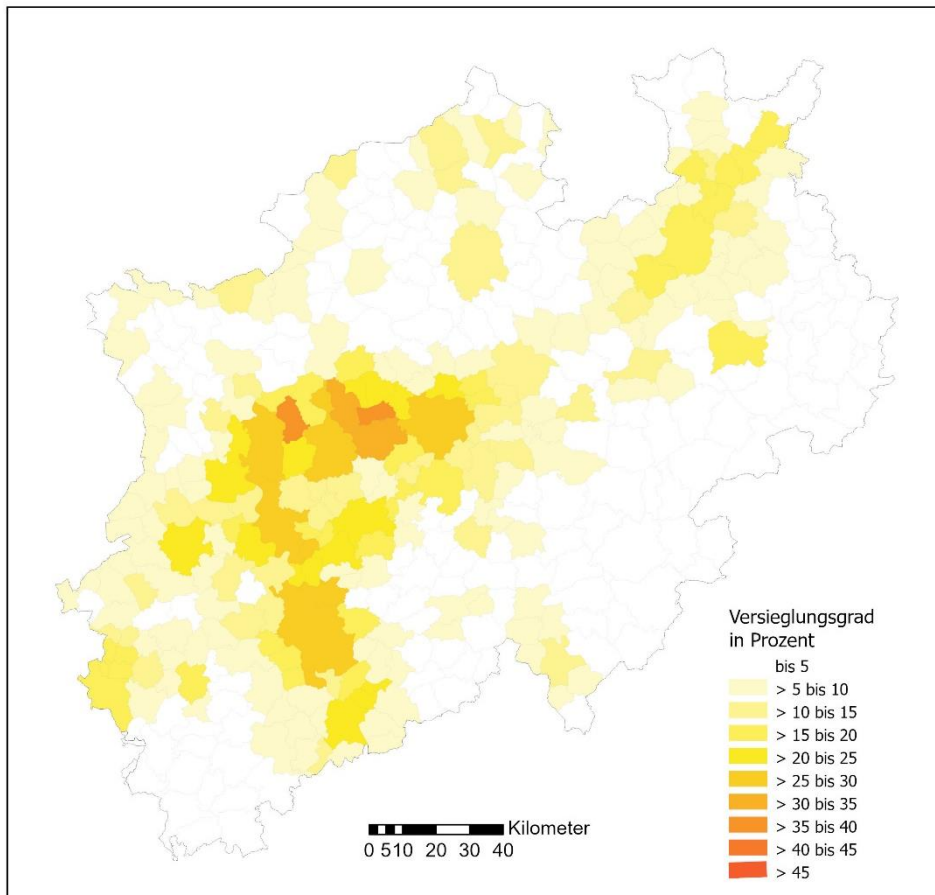 Versieglungsgrad
in Prozent
bis 5
> 5 bis 10
> 10 bis 15
> 15 bis 20
> 20 bis 25
> 25 bis 30
> 30 bis 35
> 35 bis 40
> 40 bis 45
> 45
Kilometer
0 5 10 20 30 40